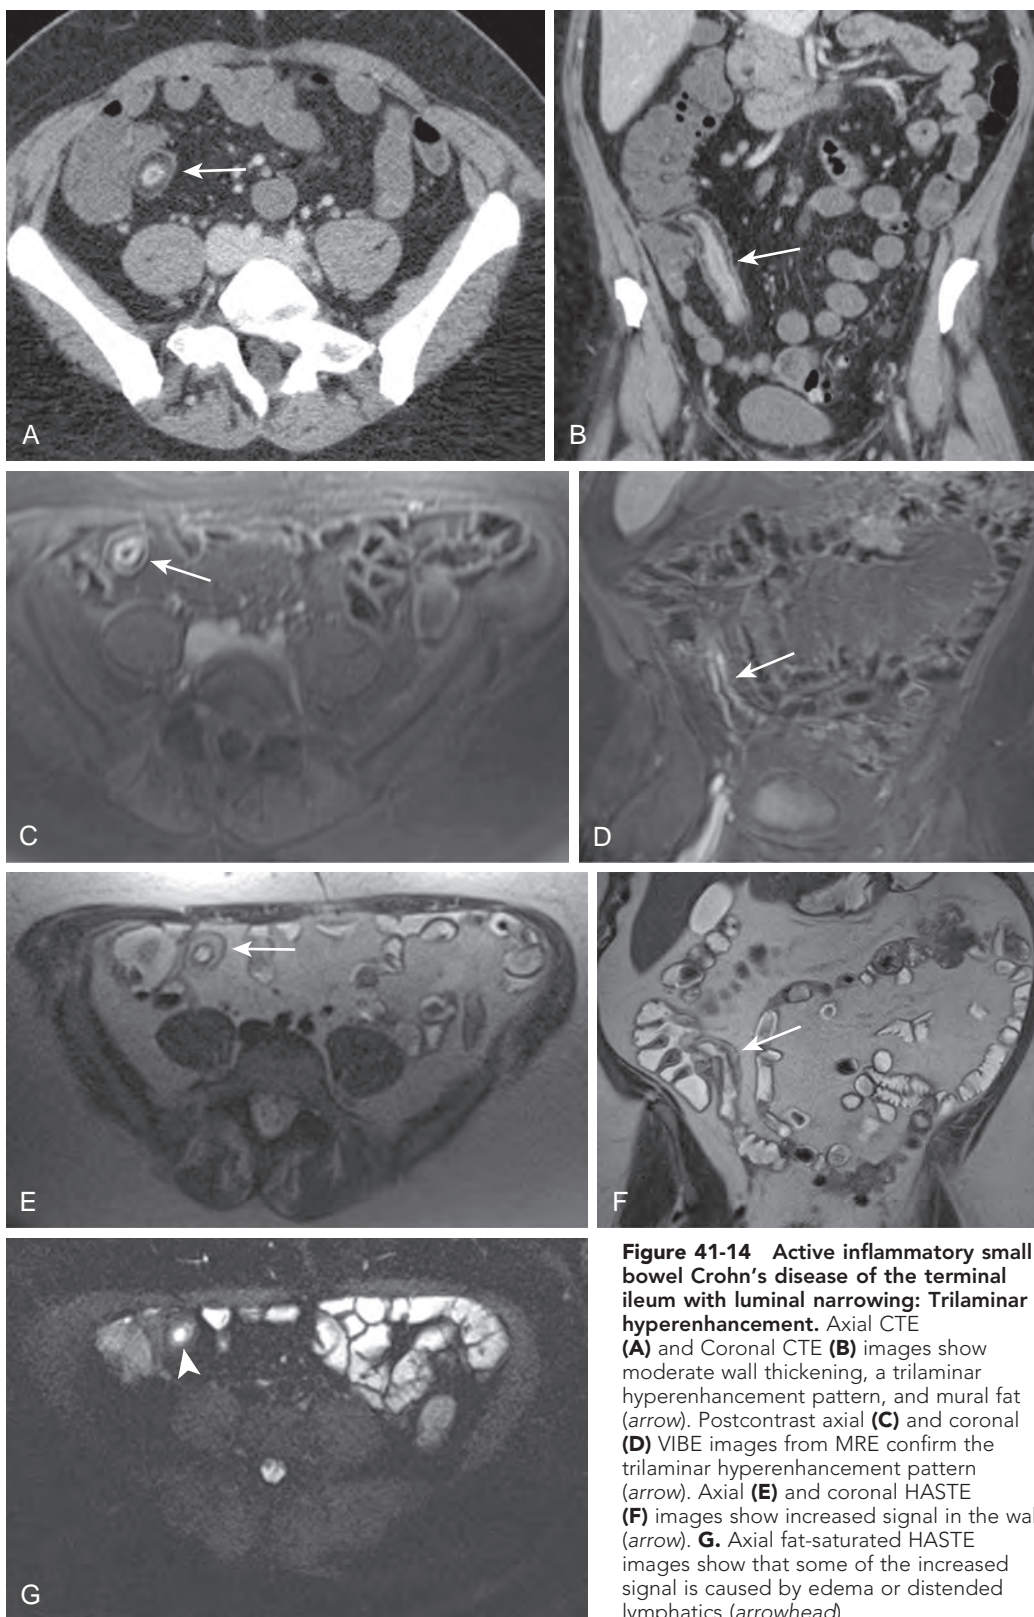 A
B
C
D
E
F
G
Figure 41-14 Active inflammatory small
bowel Crohn's disease of the terminal
ileum with luminal narrowing: Trilaminar
hyperenhancement. Axial CTE
(A) and Coronal CTE (B) images show
moderate wall thickening, a trilaminar
hyperenhancement pattern, and mural fat
(arrow). Postcontrast axial (C) and coronal
(D) VIBE images from MRE confirm the
trilaminar hyperenhancement pattern
(arrow). Axial (E) and coronal HASTE
(F) images show increased signal in the wal
(arrow). G. Axial fat-saturated HASTE
images show that some of the increased
signal is caused by edema or distended
lymphatics (arrowhead)